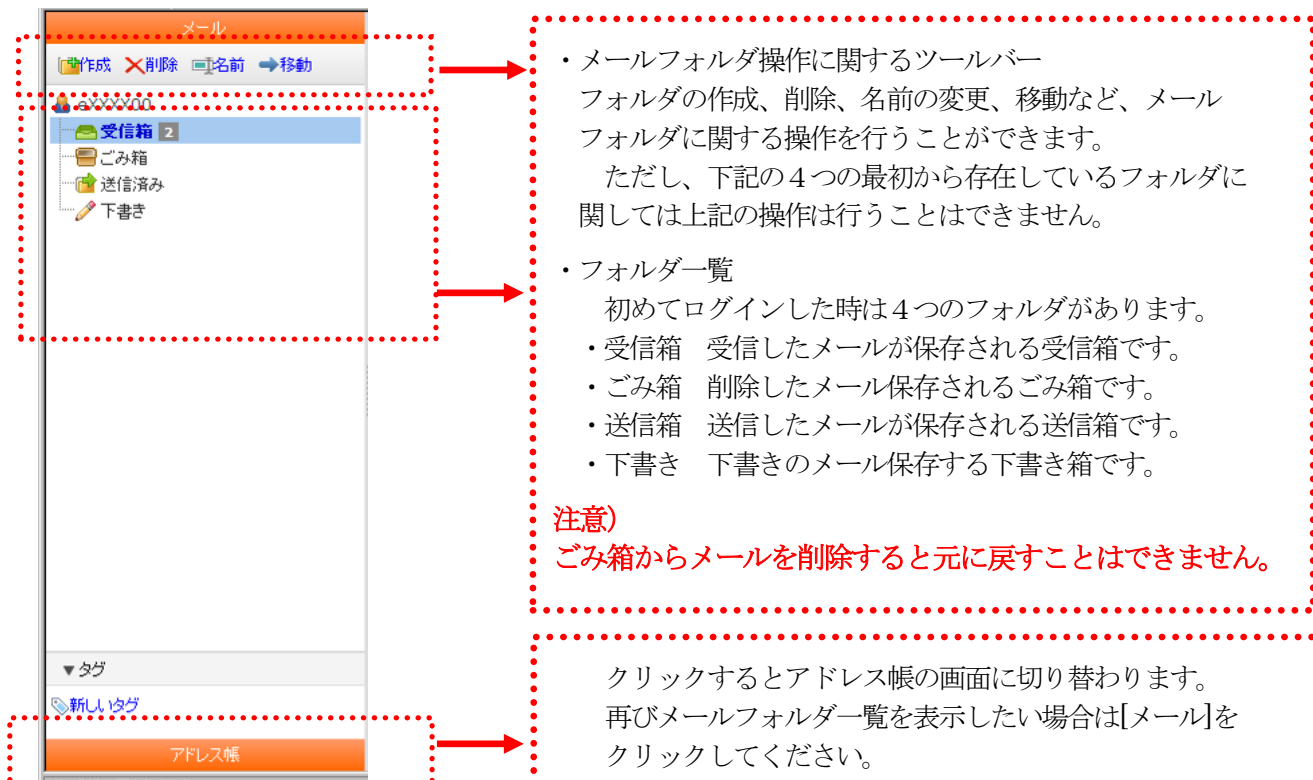 メール
作成 削除 名前 移動
eXXXX00
受信箱 2
ごみ箱
送信済み
下書き
▼タグ
新しいタグ
アドレス帳
・メールフォルダ操作に関するツールバー
フォルダの作成、削除、名前の変更、移動など、メール
フォルダに関する操作を行うことができます。
ただし、下記の４つの最初から存在しているフォルダに
関しては上記の操作は行うことはできません。
・フォルダ一覧
初めてログインした時は４つのフォルダがあります。
・受信箱　受信したメールが保存される受信箱です。
・ごみ箱　削除したメール保存されるごみ箱です。
・送信箱　送信したメールが保存される送信箱です。
・下書き　下書きのメール保存する下書き箱です。
注意)
ごみ箱からメールを削除すると元に戻すことはできません。
クリックするとアドレス帳の画面に切り替わります。
再びメールフォルダ一覧を表示したい場合は[メール]を
クリックしてください。